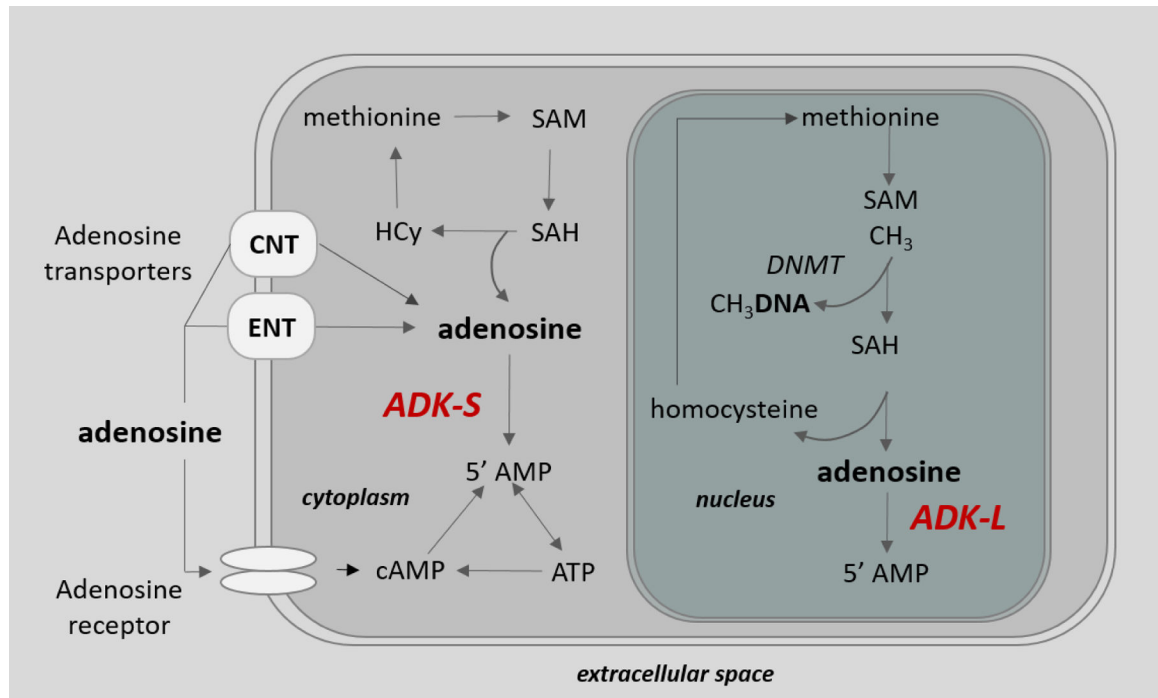 methionine
SAM
HCy
SAH
Adenosine
transporters
CNT
ENT
adenosine
ADK-S
adenosine
5’ AMP
cytoplasm
cAMP
ATP
Adenosine
receptor
methionine
SAM
CH₃
DNMT
CH₃DNA
SAH
homocysteine
adenosine
nucleus
ADK-L
5’ AMP
extracellular space